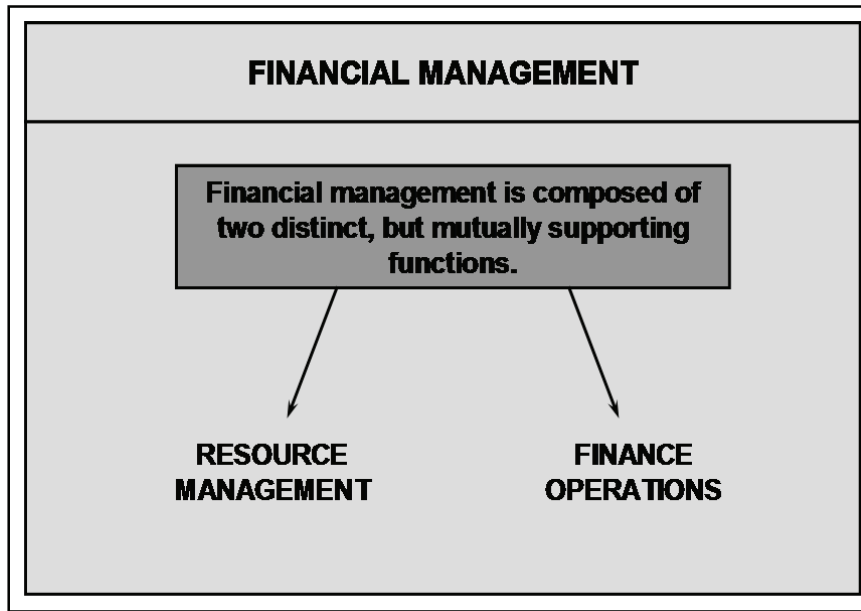 FINANCIAL MANAGEMENT
Financial management is composed of
two distinct, but mutually supporting
functions.
RESOURCE
MANAGEMENT
FINANCE
OPERATIONS